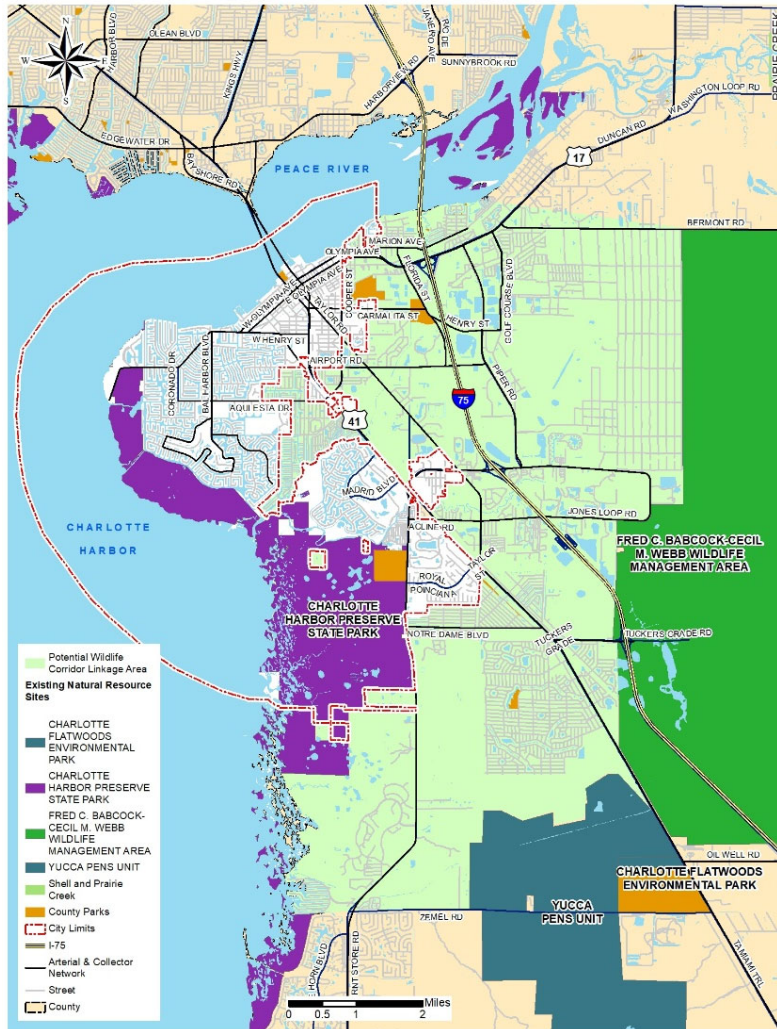 N
W
E
S
HARBOR BLVD
OLEAN BLVD
KINGS HWY
HARBORVIEW RD
RIO DE
JANEIRO AVE
SUNNYBROOK RD
PRAIRIE CREEK
WASHINGTON LOOP RD
DUNCAN RD
17
EDGEWATER DR
BAY SHORE RD
PEACE RIVER
BERMONT RD
MARION AVE
OLYMPIA AVE
E OLYMPIA AVE
W OLYMPIA AVE
TAYLOR RD
COOPER ST
FLORIDA ST
GOLF COURSE BLVD
CARMALITA ST
HENRY ST
W HENRY ST
AIRPORT RD
PIPER RD
CORONADO DR
BAL HARBOR BLVD
AQUI ESTA DR
75
41
MADRID BLVD
JONES LOOP RD
ACLINE RD
CHARLOTTE
HARBOR
TAYLOR
ST
ROYAL
POINCIANA
FRED C. BABCOCK-CECIL
M. WEBB WILDLIFE
MANAGEMENT AREA
CHARLOTTE
HARBOR PRESERVE
STATE PARK
NOTRE DAME BLVD
TUCKERS
GRADE
TUCKERS GRADE RD
OIL WELL RD
CHARLOTTE FLATWOODS
ENVIRONMENTAL PARK
YUCCA
PENS UNIT
ZEMEL RD
TAMIAMI TRL
RNT STORE RD
HORN BLVD
Potential Wildlife
Corridor Linkage Area
Existing Natural Resource
Sites
CHARLOTTE
FLATWOODS
ENVIRONMENTAL PARK
CHARLOTTE
HARBOR PRESERVE
STATE PARK
FRED C. BABCOCK-
CECIL M. WEBB
WILDLIFE
MANAGEMENT AREA
YUCCA PENS UNIT
Shell and Prairie
Creek
County Parks
City Limits
I-75
Arterial & Collector
Network
Street
County
Miles
0 0.5 1 2